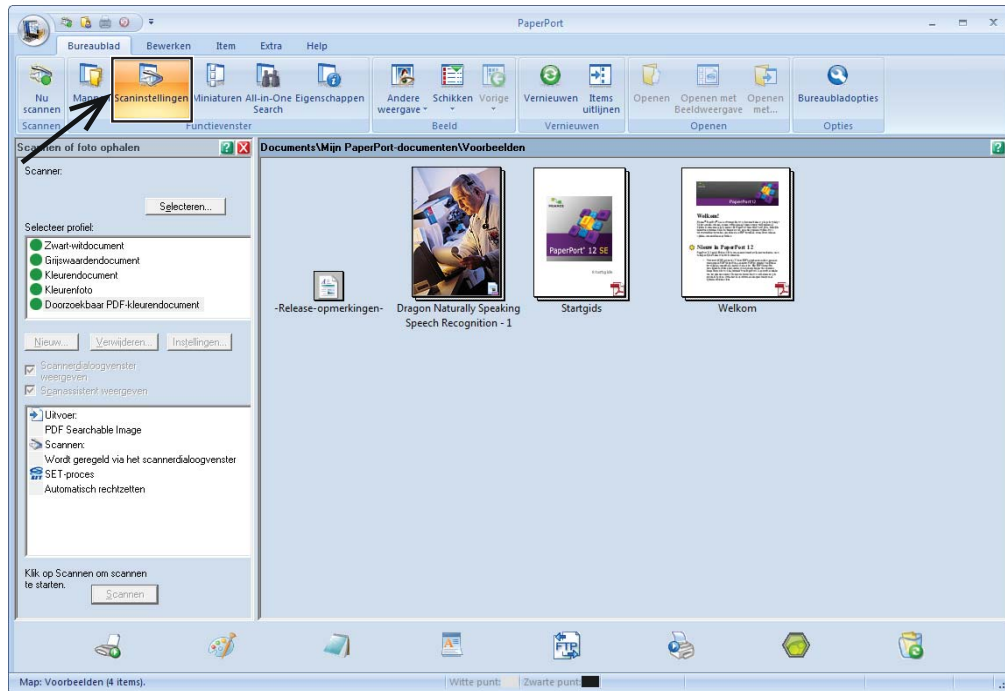 PaperPort
Bureaublad Bewerken Item Extra Help
Nu scannen
Scaninstellingen
Miniaturen
All-in-One Search
Eigenschappen
Andere weergave
Schikken
Vorige
Vernieuwen
Items uitlijnen
Openen
Openen met Beeldweergave
Openen met...
Bureaubladopties
Scannen
Functievenster
Beeld
Vernieuwen
Openen
Opties
Scannen of foto ophalen
Documents\Mijn PaperPort-documenten\Voorbeelden
Scanner:
Selecteren...
Selecteer profiel:
Zwart-witdocument
Grijswaardendocument
Kleurendocument
Kleurenfoto
Doorzoekbaar PDF-kleurendocument
Nieuw... Verwijderen... Instellingen...
Scannerdialoogvenster
weergeven
Scanassistent weergeven
Uitvoer:
PDF Searchable Image
Scannen:
Wordt geregeld via het scannerdialoogvenster
SET-proces
Automatisch rechtzetten
Klik op Scannen om scannen
te starten.
Scannen
-Release-opmerkingen-
Dragon Naturally Speaking
Speech Recognition - 1
PaperPort 12 SE
Startgids
PaperPort 12
Welkom!
Nieuw in PaperPort 12
Welkom
FTP
Map: Voorbeelden (4 items).
Witte punt:
Zwarte punt: